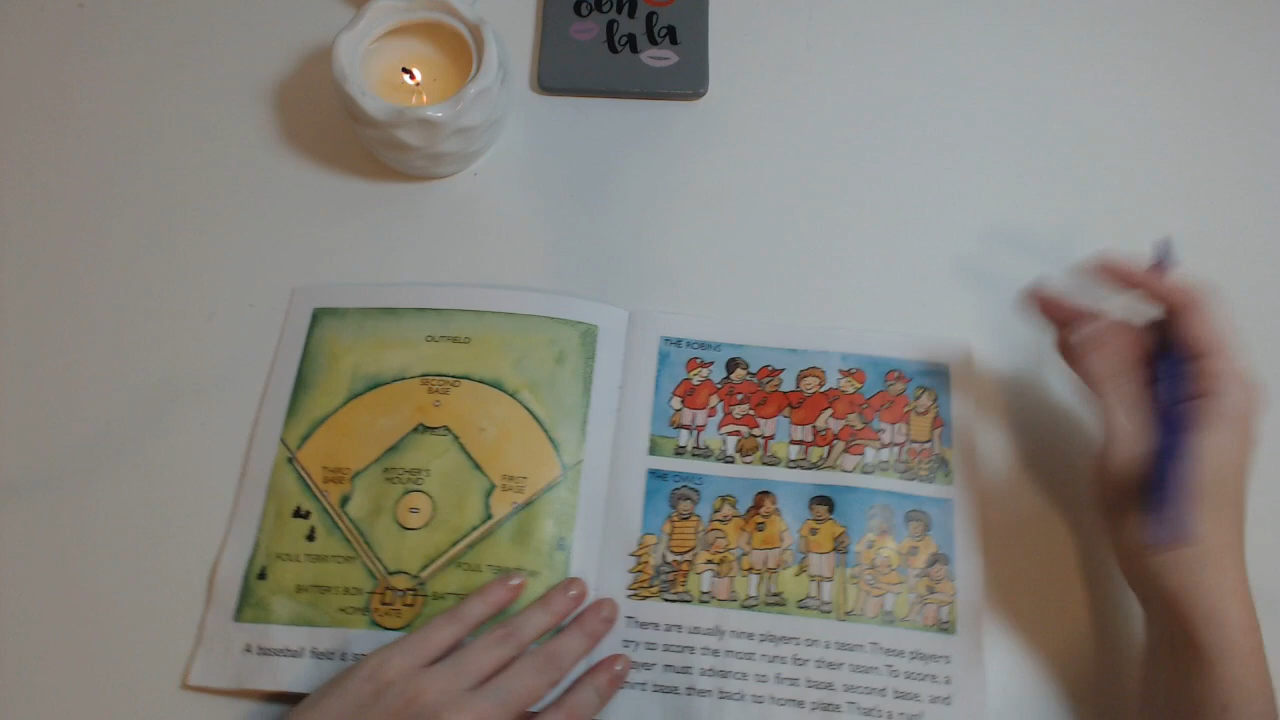 ooh
la la
OUTFIELD
SECOND
BASE
THIRD
BASE
PITCHER'S
MOUND
FIRST
BASE
FOUL TERRITORY
FOUL TERRITORY
BATTER'S BOX
HOME PLATE
A baseball field is
THE ROBINS
THE OWLS
There are usually nine players on a team. These players
try to score the most runs for their team. To score, a
must advance to first base, second base, and
base, then back to home plate. That's a run!